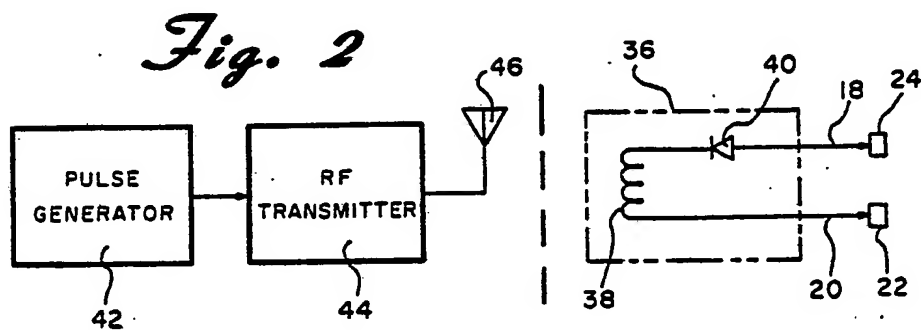 Fig. 2
46
36
40
18
24
PULSE
GENERATOR
RF
TRANSMITTER
42
44
38
20
22